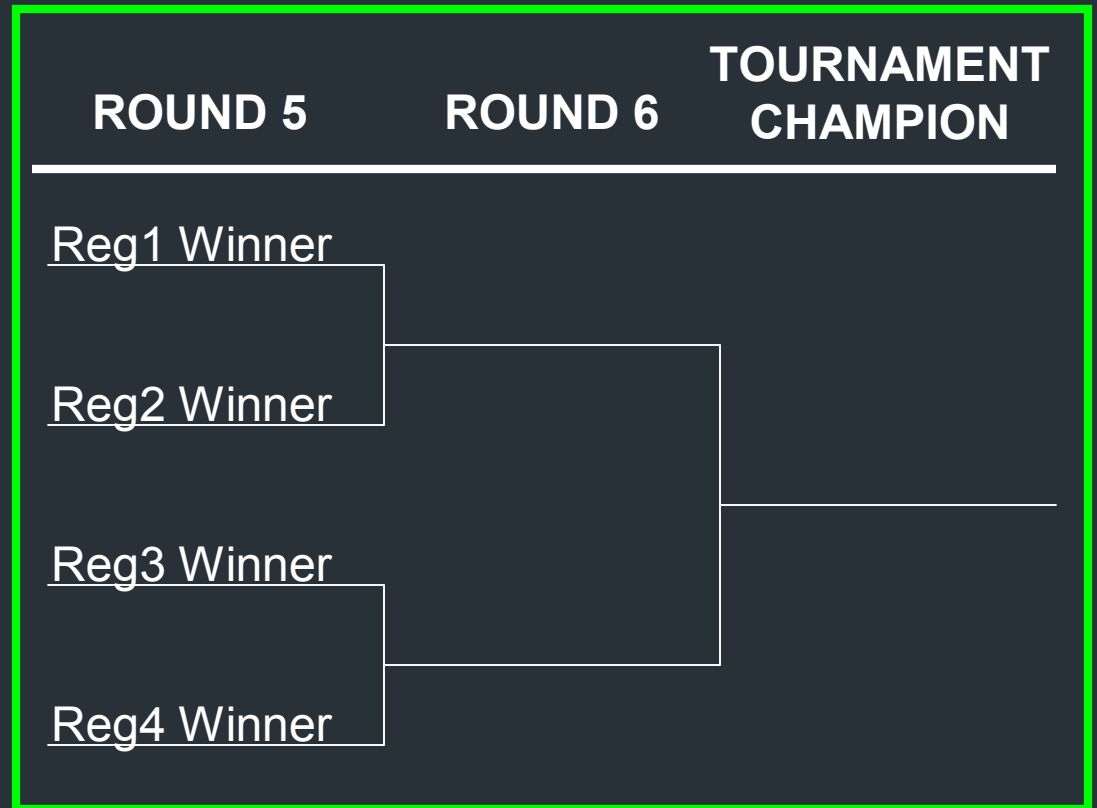 ROUND 5
ROUND 6
TOURNAMENT
CHAMPION
Reg1 Winner
Reg2 Winner
Reg3 Winner
Reg4 Winner